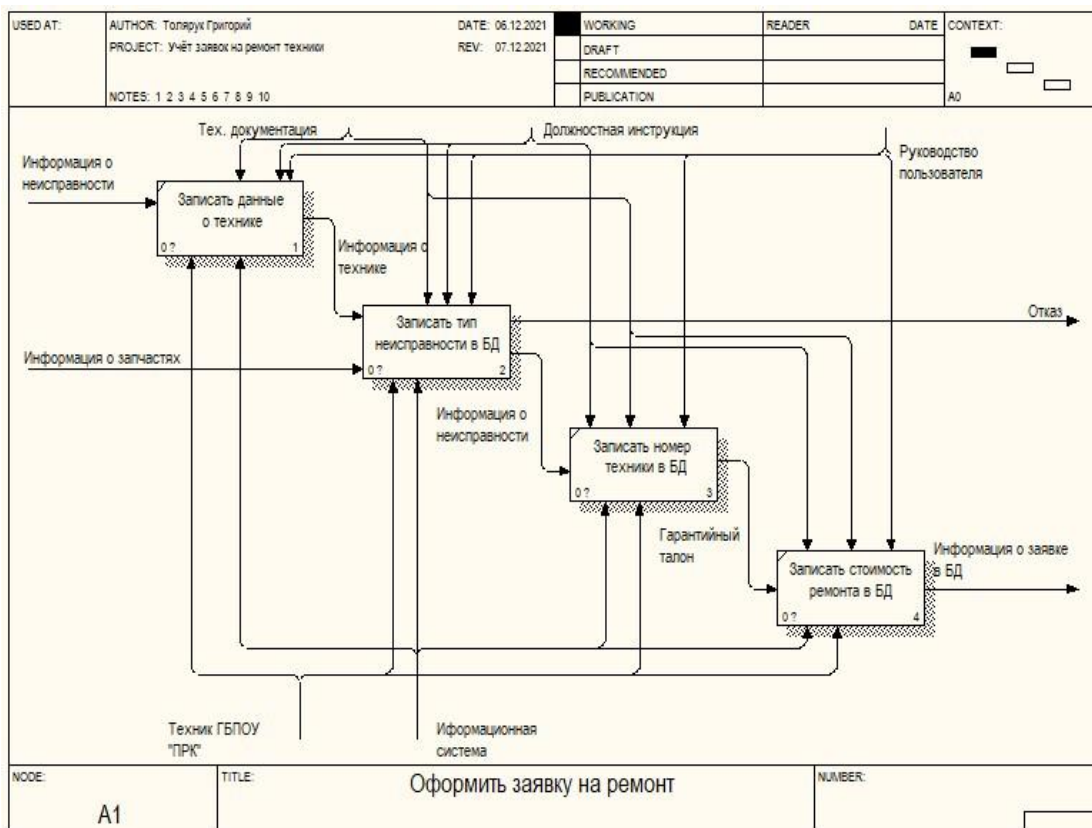 USED AT:
AUTHOR: Толярук Григорий
DATE: 06.12.2021
PROJECT: Учёт заявок на ремонт техники
REV: 07.12.2021
NOTES: 1 2 3 4 5 6 7 8 9 10
WORKING
DRAFT
RECOMMENDED
PUBLICATION
READER
DATE
CONTEXT:
A0
Тех. документация
Должностная инструкция
Руководство
пользователя
Информация о
неисправности
Записать данные
о технике
0 ?
1
Информация о
технике
Записать тип
неисправности в БД
0 ?
2
Отказ
Информация о запчастях
Информация о
неисправности
Записать номер
техники в БД
0 ?
3
Гарантийный
талон
Записать стоимость
ремонта в БД
0 ?
4
Информация о заявке
в БД
Техник ГБПОУ
"ПРК"
Иформационная
система
NODE:
A1
TITLE:
Оформить заявку на ремонт
NUMBER: